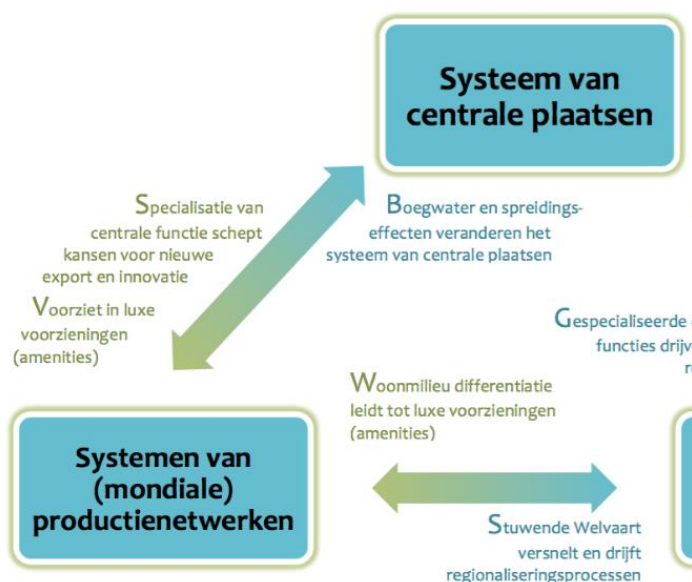 Systeem van
centrale plaatsen
Specialisatie van
centrale functie schept
kansen voor nieuwe
export en innovatie
Voorziet in luxe
voorzieningen
(amenities)
Boegwater en spreidings-
effecten veranderen het
systeem van centrale plaatsen
Gespecialiseerde
functies
Woonmilieu differentiatie
leidt tot luxe voorzieningen
(amenities)
Systemen van
(mondiale)
productienetwerken
Stuwende Welvaart
versnelt en drijft
regionaliseringsprocessen